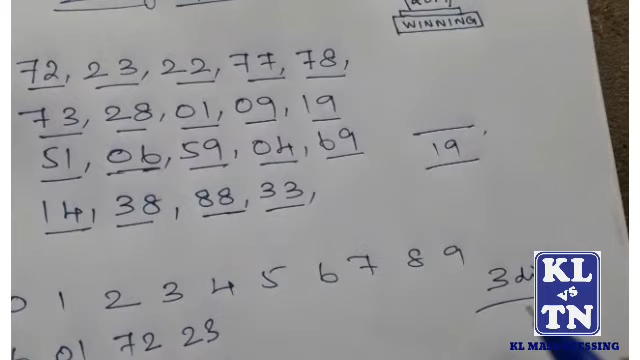 WINNING
72, 23, 22, 77, 78,
73, 28, 01, 09, 19
51, 06, 59, 04, 69
19
14, 38, 88, 33,
0 1 2 3 4 5 6 7 8 9
01 72 23
KL
VS
TN